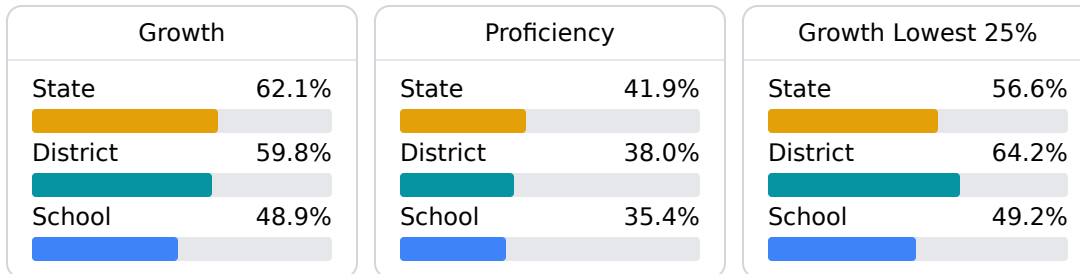 Growth
State 62.1%
District 59.8%
School 48.9%
Proficiency
State 41.9%
District 38.0%
School 35.4%
Growth Lowest 25%
State 56.6%
District 64.2%
School 49.2%